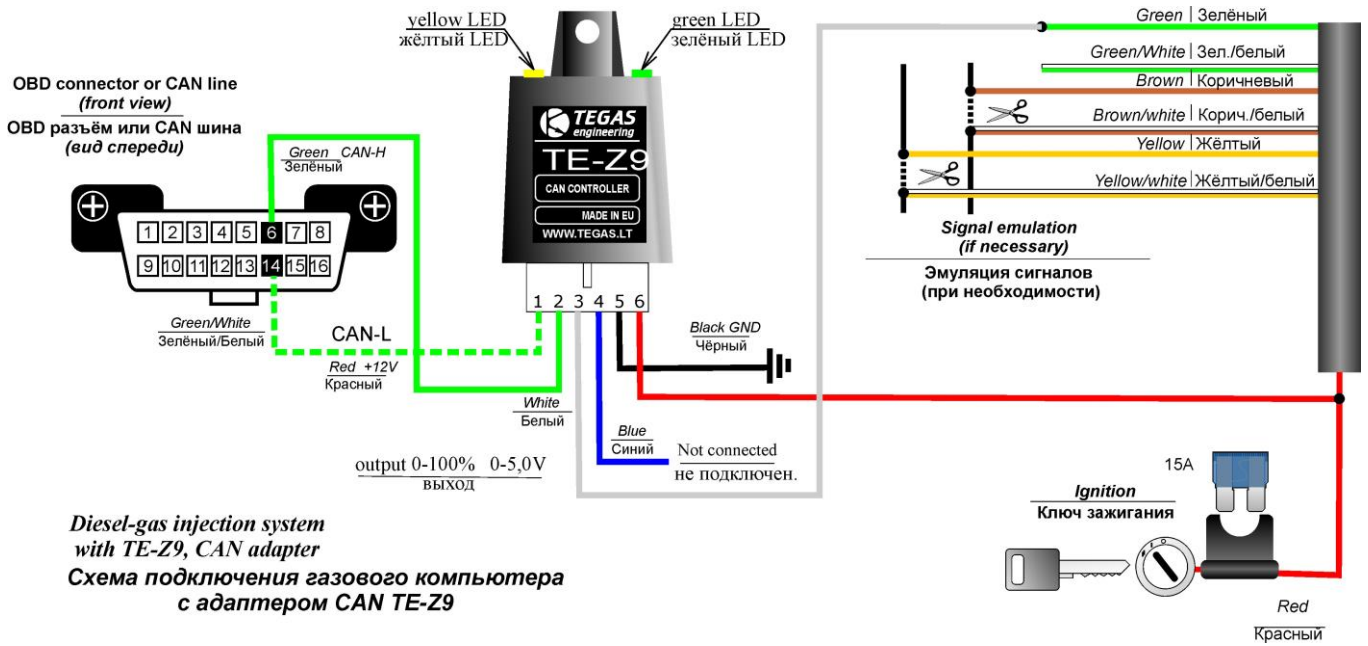 yellow LED
жёлтый LED
green LED
зелёный LED
OBD connector or CAN line
(front view)
OBD разъём или CAN шина
(вид спереди)
Green CAN-H
Зелёный
1 2 3 4 5 6 7 8
9 10 11 12 13 14 15 16
Green/White
Зелёный/Белый
CAN-L
Red +12V
Красный
TEGAS
engineering
TE-Z9
CAN CONTROLLER
MADE IN EU
WWW.TEGAS.LT
1 2 3 4 5 6
White
Белый
Blue
Синий
Not connected
не подключен.
Black GND
Чёрный
output 0-100% 0-5,0V
выход
Green | Зелёный
Green/White | Зел./белый
Brown | Коричневый
Brown/white | Корич./белый
Yellow | Жёлтый
Yellow/white | Жёлтый/белый
Signal emulation
(if necessary)
Эмуляция сигналов
(при необходимости)
15A
Ignition
Ключ зажигания
Red
Красный
Diesel-gas injection system
with TE-Z9, CAN adapter
Схема подключения газового компьютера
с адаптером CAN TE-Z9